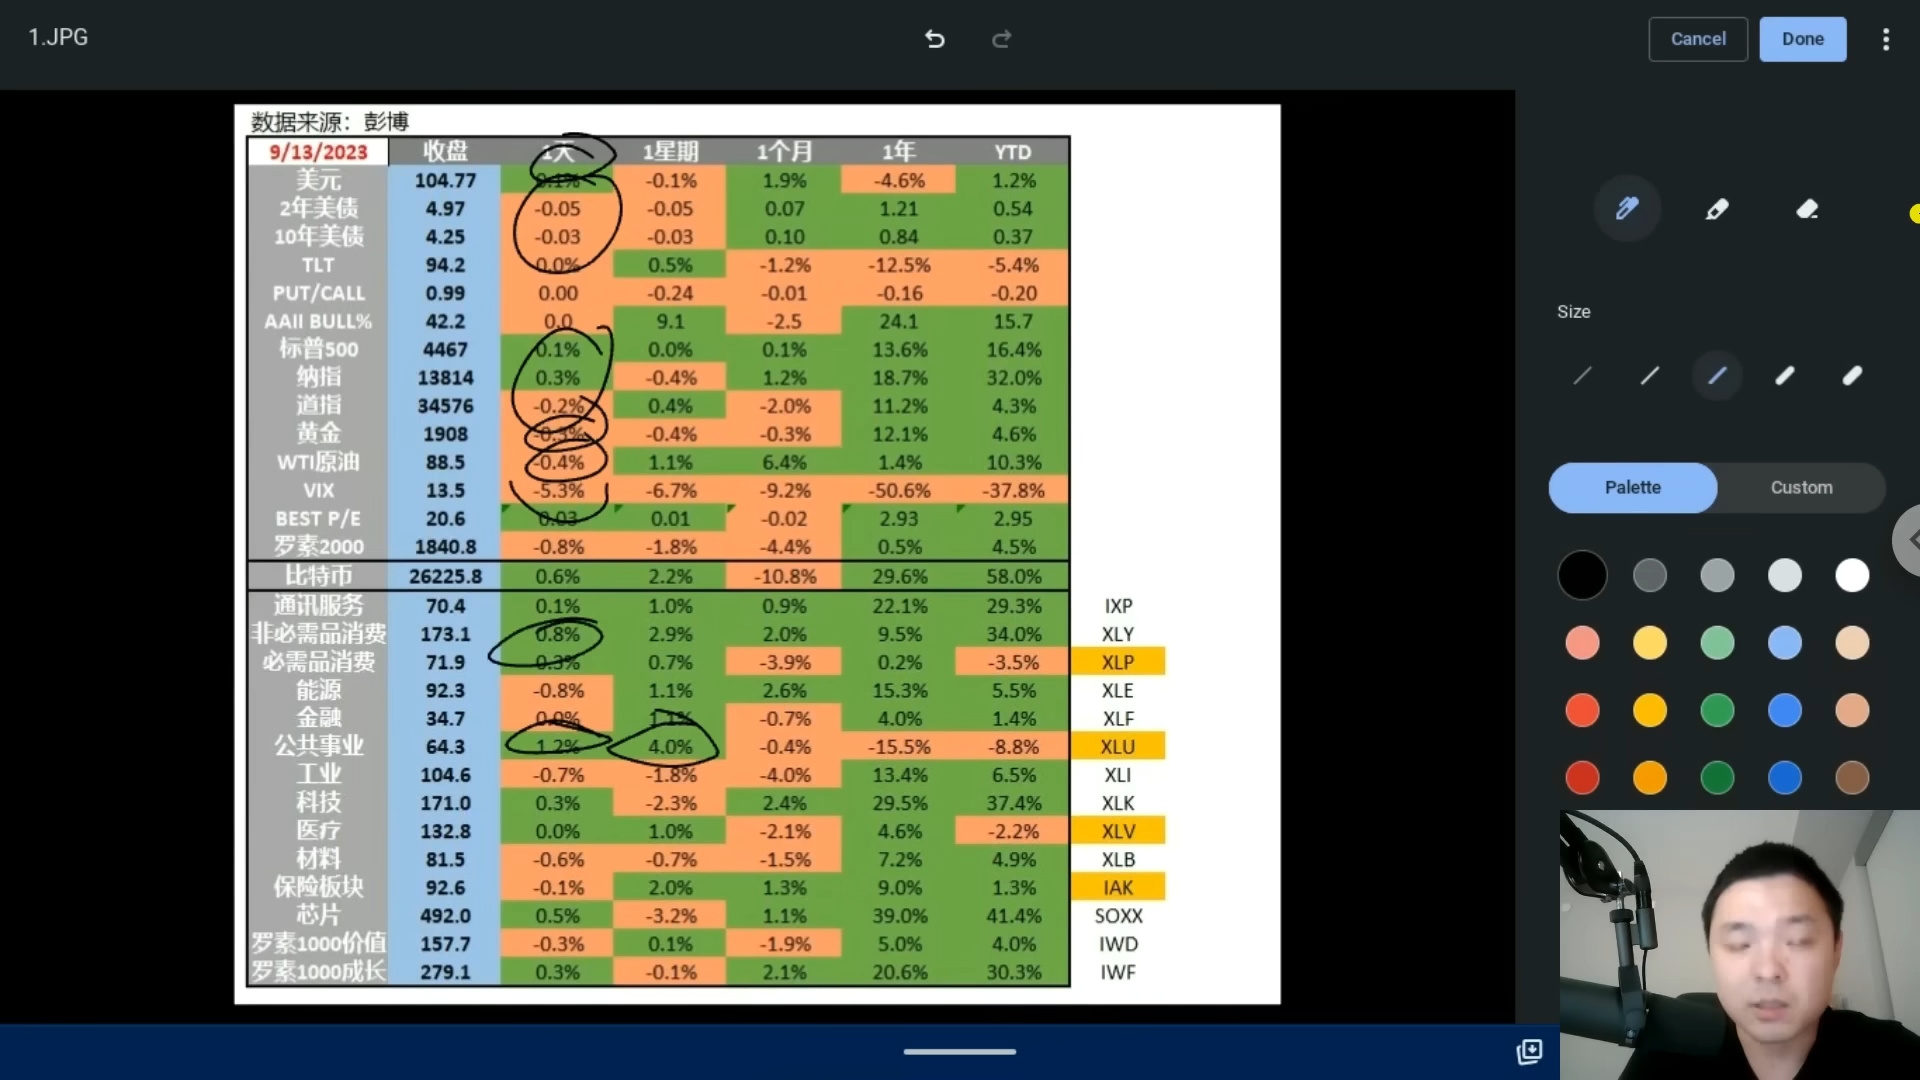 1.JPG
Cancel
Done
数据来源：彭博
9/13/2023 收盘 1天 1星期 1个月 1年 YTD
美元 104.77 0.1% -0.1% 1.9% -4.6% 1.2%
2年美债 4.97 -0.05 -0.05 0.07 1.21 0.54
10年美债 4.25 -0.03 -0.03 0.10 0.84 0.37
TLT 94.2 0.0% 0.5% -1.2% -12.5% -5.4%
PUT/CALL 0.99 0.00 -0.24 -0.01 -0.16 -0.20
AAII BULL% 42.2 0.0 9.1 -2.5 24.1 15.7
标普500 4467 0.1% 0.0% 0.1% 13.6% 16.4%
纳指 13814 0.3% -0.4% 1.2% 18.7% 32.0%
道指 34576 -0.2% 0.4% -2.0% 11.2% 4.3%
黄金 1908 -0.3% -0.4% -0.3% 12.1% 4.6%
WTI原油 88.5 -0.4% 1.1% 6.4% 1.4% 10.3%
VIX 13.5 -5.3% -6.7% -9.2% -50.6% -37.8%
BEST P/E 20.6 0.03 0.01 -0.02 2.93 2.95
罗素2000 1840.8 -0.8% -1.8% -4.4% 0.5% 4.5%
比特币 26225.8 0.6% 2.2% -10.8% 29.6% 58.0%
通讯服务 70.4 0.1% 1.0% 0.9% 22.1% 29.3% IXP
非必需品消费 173.1 0.8% 2.9% 2.0% 9.5% 34.0% XLY
必需品消费 71.9 0.3% 0.7% -3.9% 0.2% -3.5% XLP
能源 92.3 -0.8% 1.1% 2.6% 15.3% 5.5% XLE
金融 34.7 0.0% 1.1% -0.7% 4.0% 1.4% XLF
公共事业 64.3 1.2% 4.0% -0.4% -15.5% -8.8% XLU
工业 104.6 -0.7% -1.8% -4.0% 13.4% 6.5% XLI
科技 171.0 0.3% -2.3% 2.4% 29.5% 37.4% XLK
医疗 132.8 0.0% 1.0% -2.1% 4.6% -2.2% XLV
材料 81.5 -0.6% -0.7% -1.5% 7.2% 4.9% XLB
保险板块 92.6 -0.1% 2.0% 1.3% 9.0% 1.3% IAK
芯片 492.0 0.5% -3.2% 1.1% 39.0% 41.4% SOXX
罗素1000价值 157.7 -0.3% 0.1% -1.9% 5.0% 4.0% IWD
罗素1000成长 279.1 0.3% -0.1% 2.1% 20.6% 30.3% IWF
Size
Palette
Custom